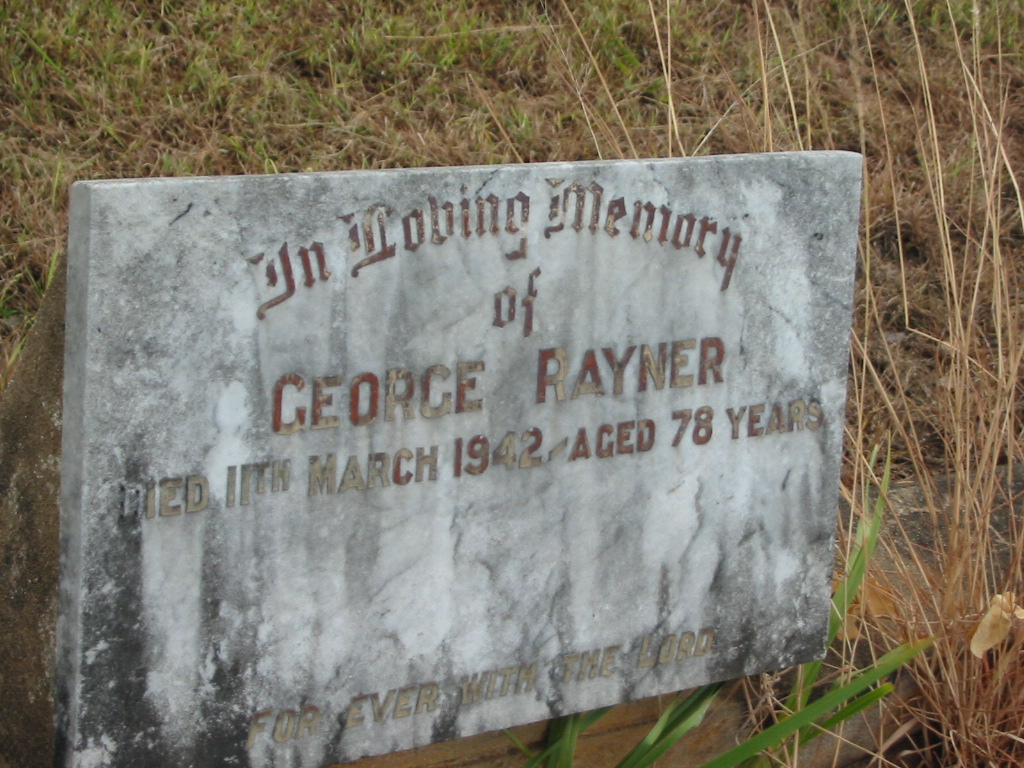 In Loving Memory
of
GEORGE RAYNER
DIED 11TH MARCH 1942, AGED 78 YEARS.
FOR EVER WITH THE LORD.